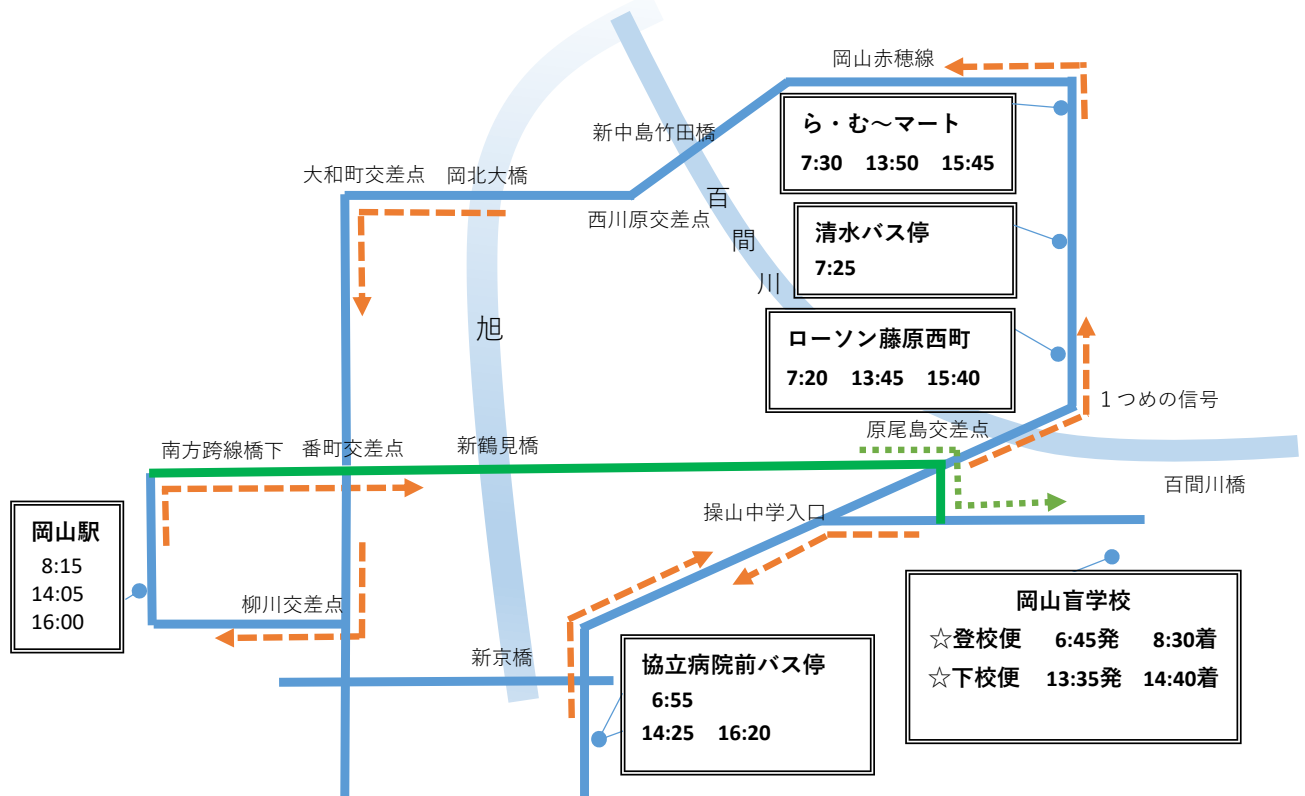 岡山赤穂線
ら・む～マート
7:30 13:50 15:45
新中島竹田橋
大和町交差点 岡北大橋
西川原交差点
百
間
川
清水バス停
7:25
旭
ローソン藤原西町
7:20 13:45 15:40
１つめの信号
原尾島交差点
南方跨線橋下 番町交差点 新鶴見橋
百間川橋
操山中学入口
岡山駅
8:15
14:05
16:00
柳川交差点
新京橋
協立病院前バス停
6:55
14:25 16:20
岡山盲学校
☆登校便 6:45発 8:30着
☆下校便 13:35発 14:40着